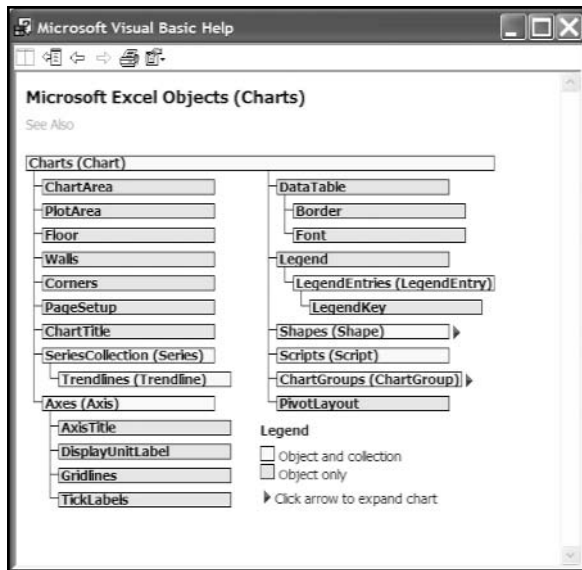 Microsoft Visual Basic Help
Microsoft Excel Objects (Charts)
See Also
Charts (Chart)
ChartArea
PlotArea
Floor
Walls
Corners
PageSetup
ChartTitle
SeriesCollection (Series)
Trendlines (Trendline)
Axes (Axis)
AxisTitle
DisplayUnitLabel
Gridlines
TickLabels
DataTable
Border
Font
Legend
LegendEntries (LegendEntry)
LegendKey
Shapes (Shape)
Scripts (Script)
ChartGroups (ChartGroup)
PivotLayout
Legend
Object and collection
Object only
Click arrow to expand chart